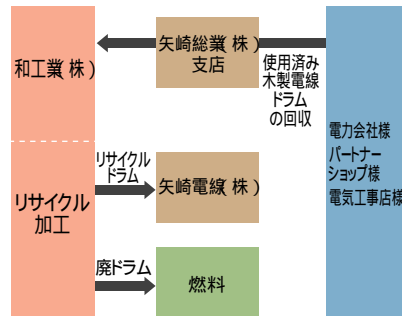 和工業(株)
矢崎総業(株)
支店
使用済み
木製電線
ドラム
の回収
電力会社様
パートナー
ショップ様
電気工事店様
リサイクル
ドラム
矢崎電線(株)
リサイクル
加工
廃ドラム
燃料